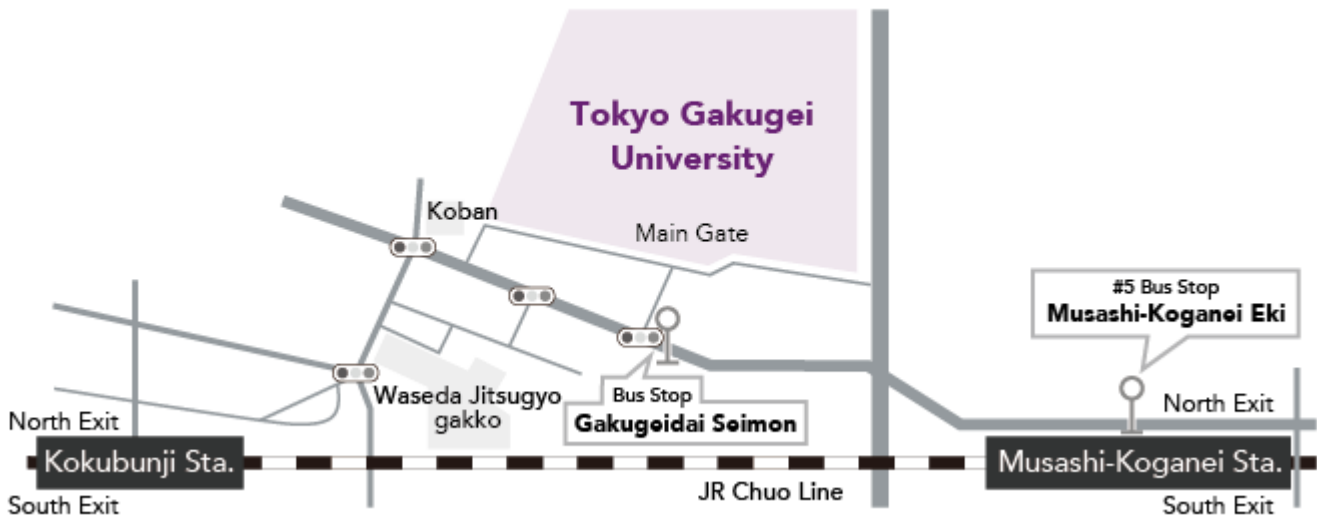 Tokyo Gakugei
University
Koban
Main Gate
#5 Bus Stop
Musashi-Koganei Eki
Waseda Jitsugyo
gakko
Bus Stop
Gakugeidai Seimon
North Exit
North Exit
Kokubunji Sta.
Musashi-Koganei Sta.
JR Chuo Line
South Exit
South Exit